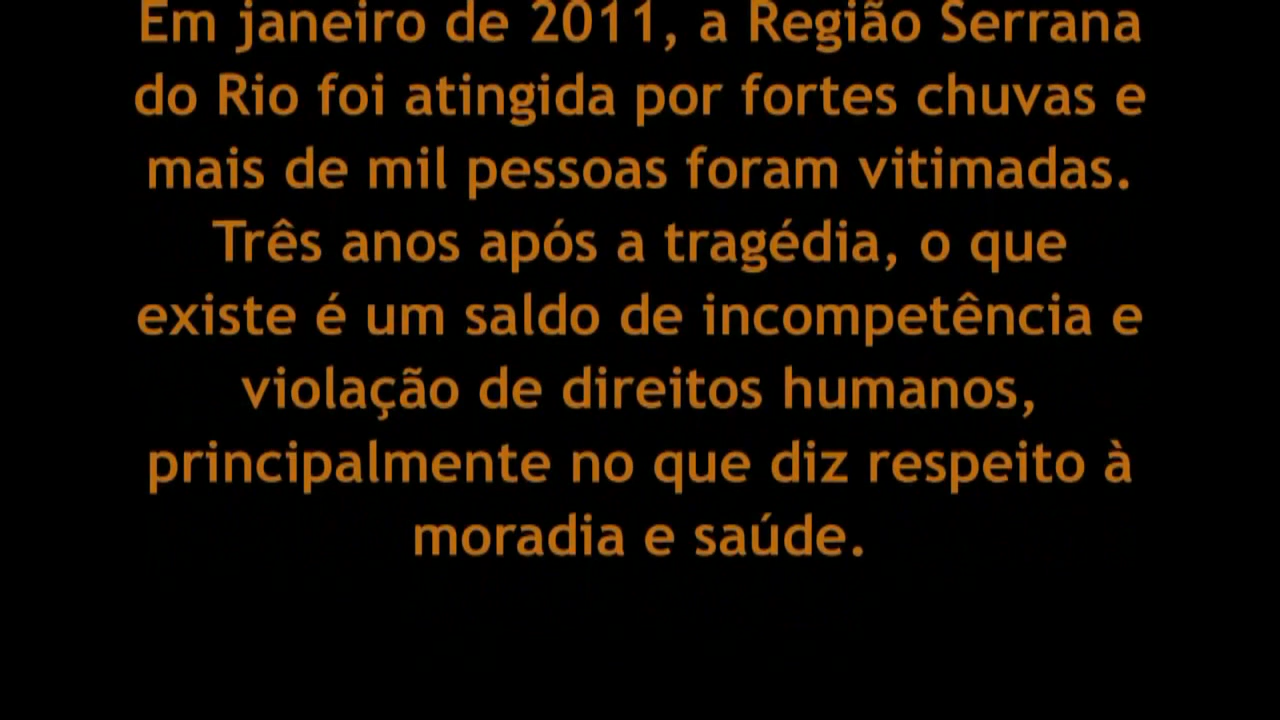 Em janeiro de 2011, a Região Serrana
do Rio foi atingida por fortes chuvas e
mais de mil pessoas foram vitimadas.
Três anos após a tragédia, o que
existe é um saldo de incompetência e
violação de direitos humanos,
principalmente no que diz respeito à
moradia e saúde.